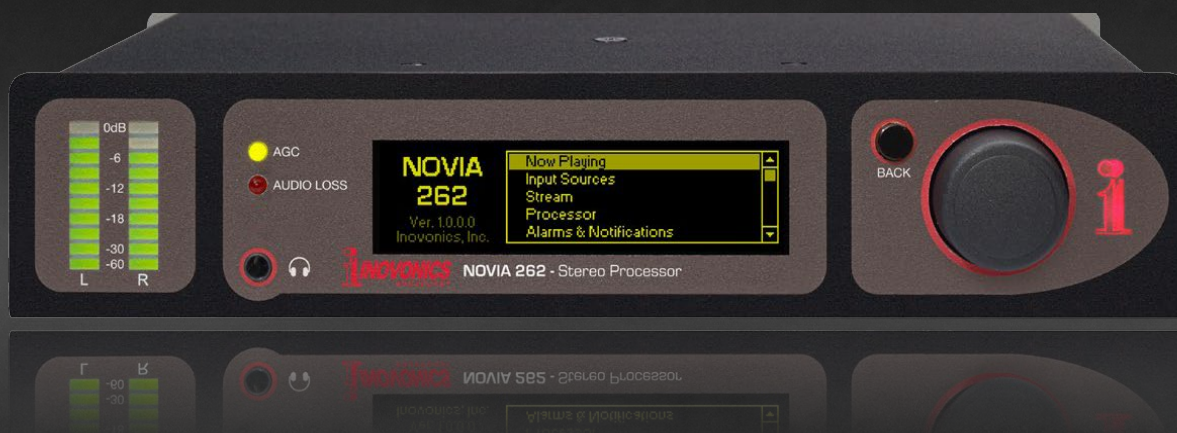 0dB
-6
-12
-18
-30
-60
L R
AGC
AUDIO LOSS
NOVIA
262
Ver. 1.0.0.0
Inovonics, Inc.
Now Playing
Input Sources
Stream
Processor
Alarms & Notifications
INOVONICS NOVIA 262 - Stereo Processor
BACK